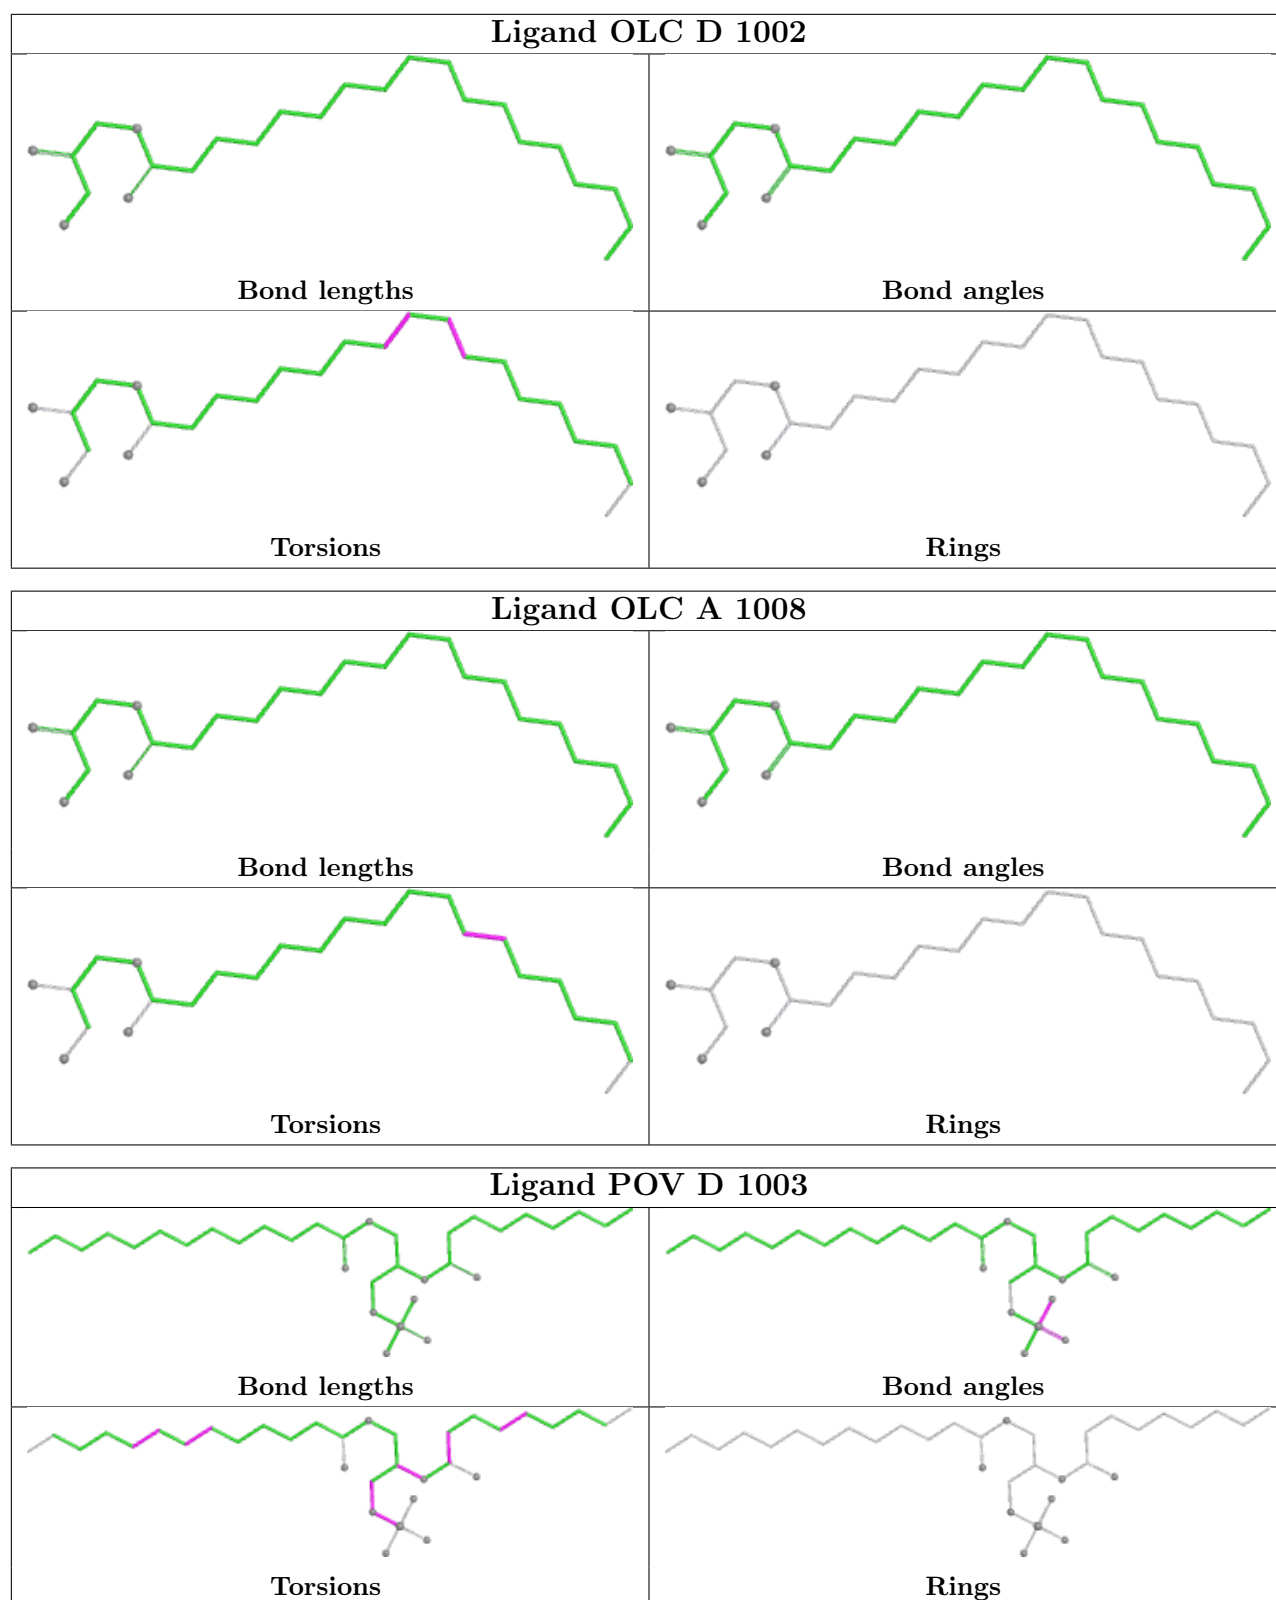 Ligand OLC D 1002
Bond lengths
Bond angles
Torsions
Rings
Ligand OLC A 1008
Bond lengths
Bond angles
Torsions
Rings
Ligand POV D 1003
Bond lengths
Bond angles
Torsions
Rings